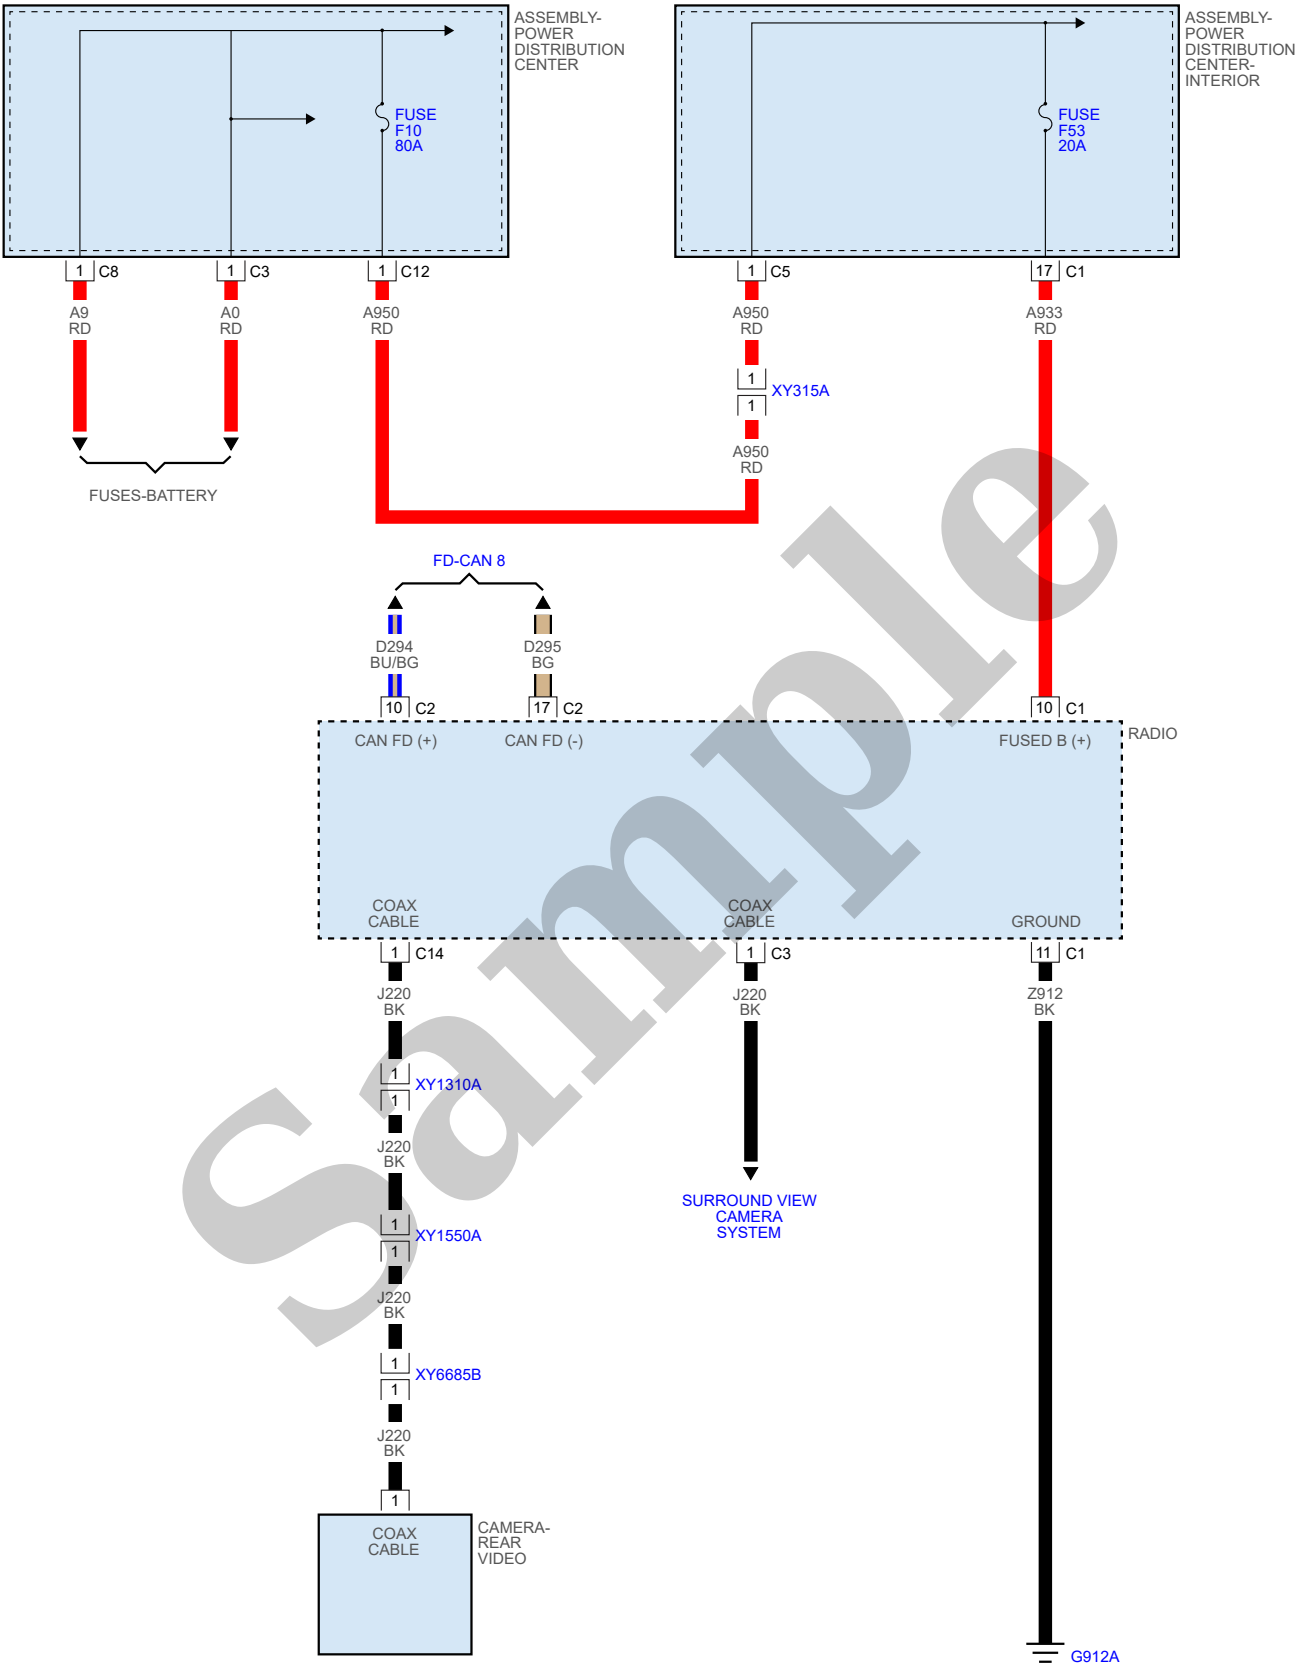 ASSEMBLY-
POWER
DISTRIBUTION
CENTER
ASSEMBLY-
POWER
DISTRIBUTION
CENTER-
INTERIOR
FUSE
F10
80A
FUSE
F53
20A
1 C8
1 C3
1 C12
1 C5
17 C1
A9
RD
A0
RD
A950
RD
A950
RD
A933
RD
1
XY315A
1
A950
RD
FUSES-BATTERY
FD-CAN 8
D294
BU/BG
D295
BG
10 C2
17 C2
10 C1
CAN FD (+)
CAN FD (-)
FUSED B (+)
RADIO
COAX
CABLE
COAX
CABLE
GROUND
1 C14
1 C3
11 C1
J220
BK
J220
BK
Z912
BK
1
XY1310A
1
J220
BK
SURROUND VIEW
CAMERA
SYSTEM
1
XY1550A
1
J220
BK
1
XY6685B
1
J220
BK
1
COAX
CABLE
CAMERA-
REAR
VIDEO
G912A
Sample